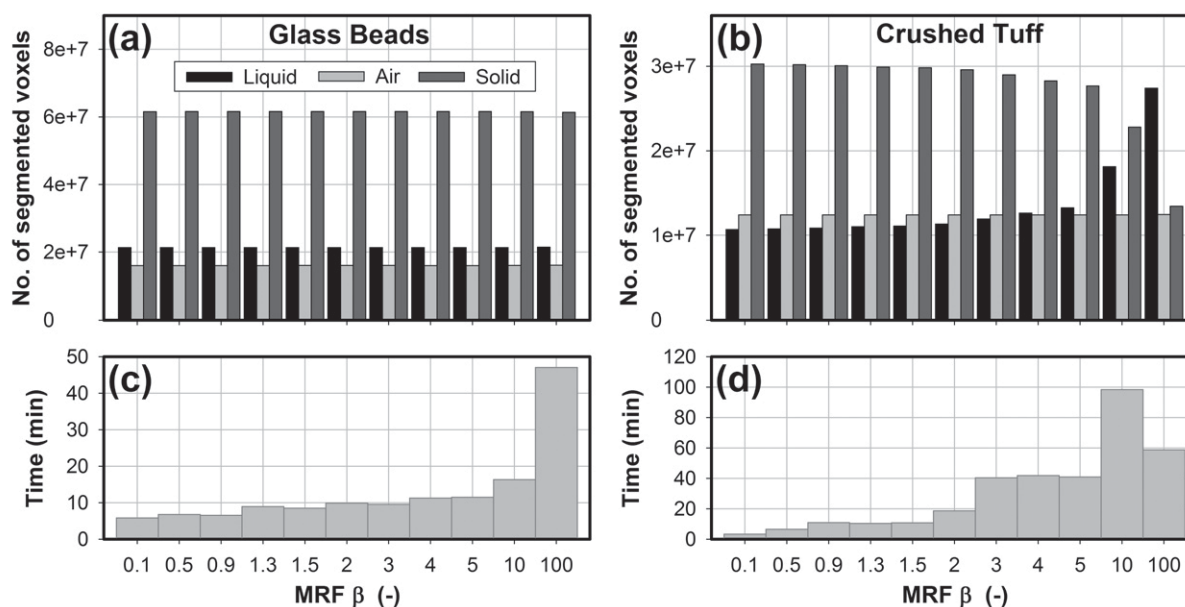 (a) Glass Beads
Liquid Air Solid
No. of segmented voxels
8e+7
6e+7
4e+7
2e+7
0
(b) Crushed Tuff
No. of segmented voxels
3e+7
2e+7
1e+7
0
(c)
Time (min)
50
40
30
20
10
0
0.1 0.5 0.9 1.3 1.5 2 3 4 5 10 100
MRF β (-)
(d)
Time (min)
120
100
80
60
40
20
0
0.1 0.5 0.9 1.3 1.5 2 3 4 5 10 100
MRF β (-)